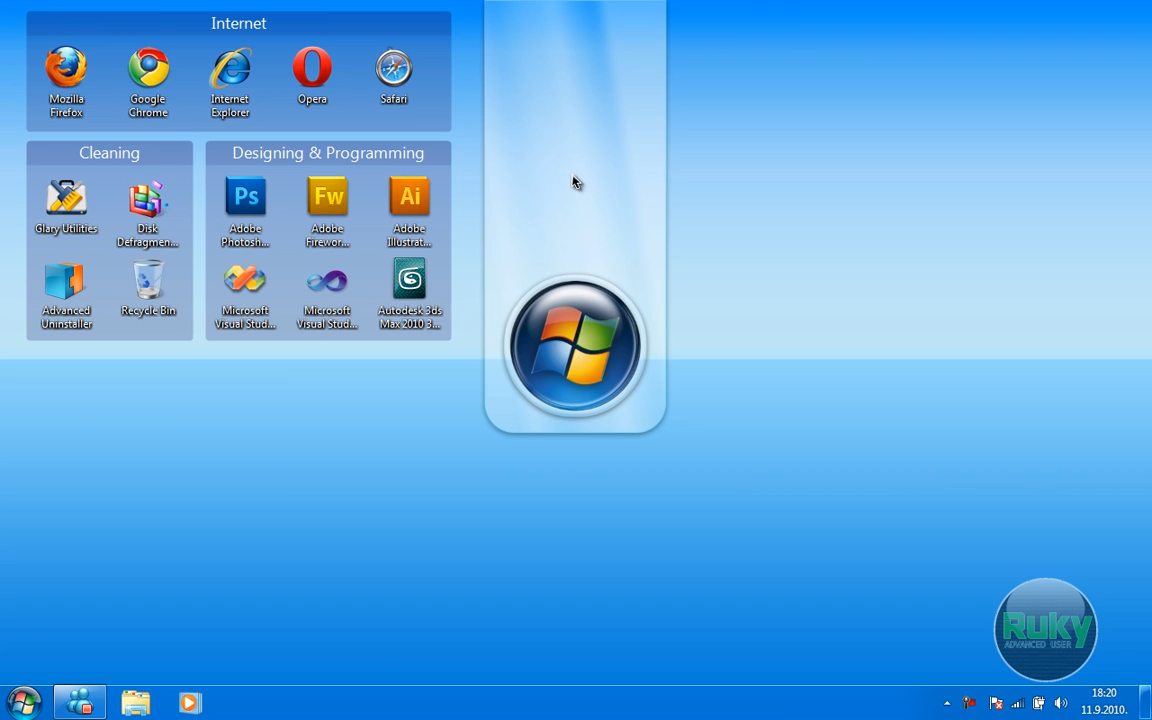 Internet
Mozilla
Firefox
Google
Chrome
Internet
Explorer
Opera
Safari
Cleaning
Glary Utilities
Disk
Defragmen...
Advanced
Uninstaller
Recycle Bin
Designing & Programming
Ps
Adobe
Photosh...
Fw
Adobe
Firewor...
Ai
Adobe
Illustrat...
Microsoft
Visual Stud...
Microsoft
Visual Stud...
Autodesk 3ds
Max 2010 3...
Ruky
ADVANCED USER
18:20
11.9.2010.